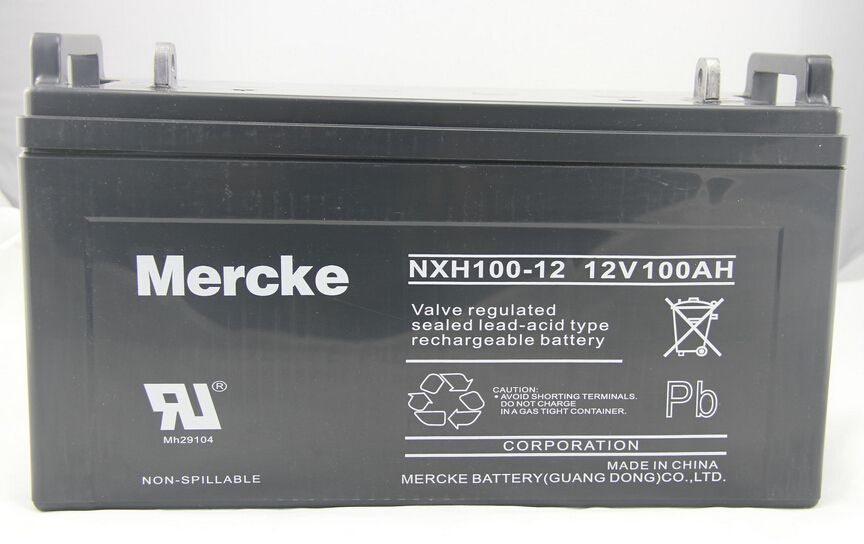 Mercke
NXH100-12 12V100AH
Valve regulated
sealed lead-acid type
rechargeable battery
CAUTION:
• AVOID SHORTING TERMINALS.
DO NOT CHARGE
IN A GAS TIGHT CONTAINER.
Pb
RU®
Mh29104
CORPORATION
NON-SPILLABLE
MADE IN CHINA
MERCKE BATTERY(GUANG DONG)CO.,LTD.